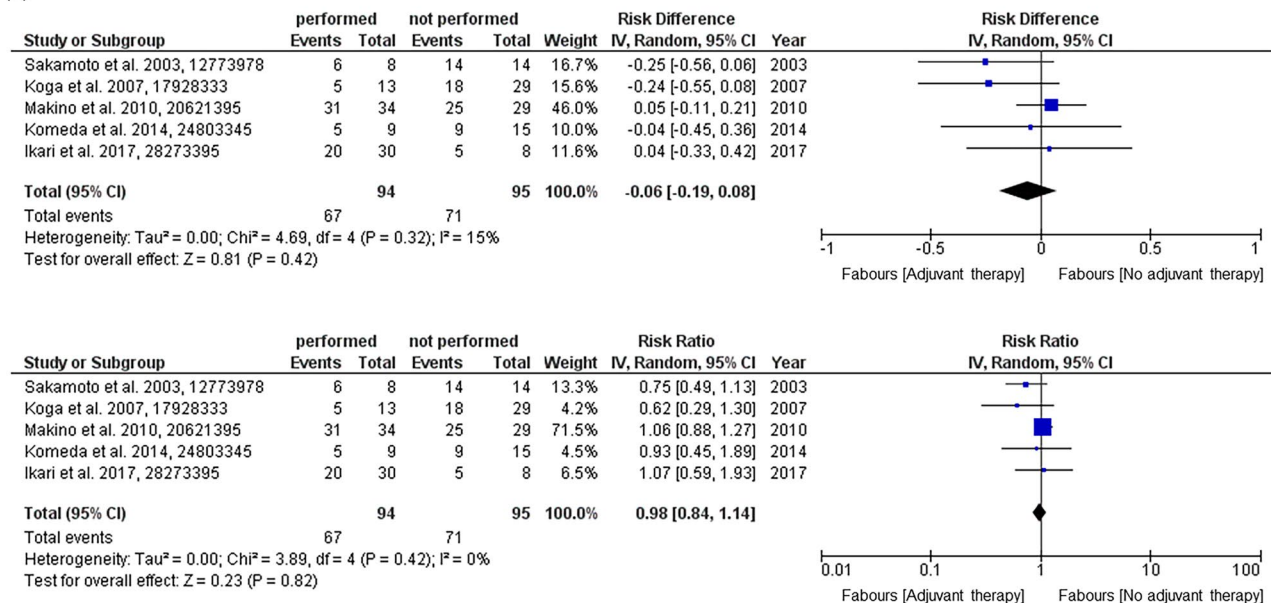 performed not performed Risk Difference Risk Difference
Study or Subgroup Events Total Events Total Weight IV, Random, 95% CI Year IV, Random, 95% CI
Sakamoto et al. 2003, 12773978 6 8 14 14 16.7% -0.25 [-0.56, 0.06] 2003
Koga et al. 2007, 17928333 5 13 18 29 15.6% -0.24 [-0.55, 0.08] 2007
Makino et al. 2010, 20621395 31 34 25 29 46.0% 0.05 [-0.11, 0.21] 2010
Komeda et al. 2014, 24803345 5 9 9 15 10.0% -0.04 [-0.45, 0.36] 2014
Ikari et al. 2017, 28273395 20 30 5 8 11.6% 0.04 [-0.33, 0.42] 2017
Total (95% CI) 94 95 100.0% -0.06 [-0.19, 0.08]
Total events 67 71
Heterogeneity: Tau² = 0.00; Chi² = 4.69, df = 4 (P = 0.32); I² = 15%
Test for overall effect: Z = 0.81 (P = 0.42)
-1 -0.5 0 0.5 1
Fabours [Adjuvant therapy] Fabours [No adjuvant therapy]
performed not performed Risk Ratio Risk Ratio
Study or Subgroup Events Total Events Total Weight IV, Random, 95% CI Year IV, Random, 95% CI
Sakamoto et al. 2003, 12773978 6 8 14 14 13.3% 0.75 [0.49, 1.13] 2003
Koga et al. 2007, 17928333 5 13 18 29 4.2% 0.62 [0.29, 1.30] 2007
Makino et al. 2010, 20621395 31 34 25 29 71.5% 1.06 [0.88, 1.27] 2010
Komeda et al. 2014, 24803345 5 9 9 15 4.5% 0.93 [0.45, 1.89] 2014
Ikari et al. 2017, 28273395 20 30 5 8 6.5% 1.07 [0.59, 1.93] 2017
Total (95% CI) 94 95 100.0% 0.98 [0.84, 1.14]
Total events 67 71
Heterogeneity: Tau² = 0.00; Chi² = 3.89, df = 4 (P = 0.42); I² = 0%
Test for overall effect: Z = 0.23 (P = 0.82)
0.01 0.1 1 10 100
Fabours [Adjuvant therapy] Fabours [No adjuvant therapy]